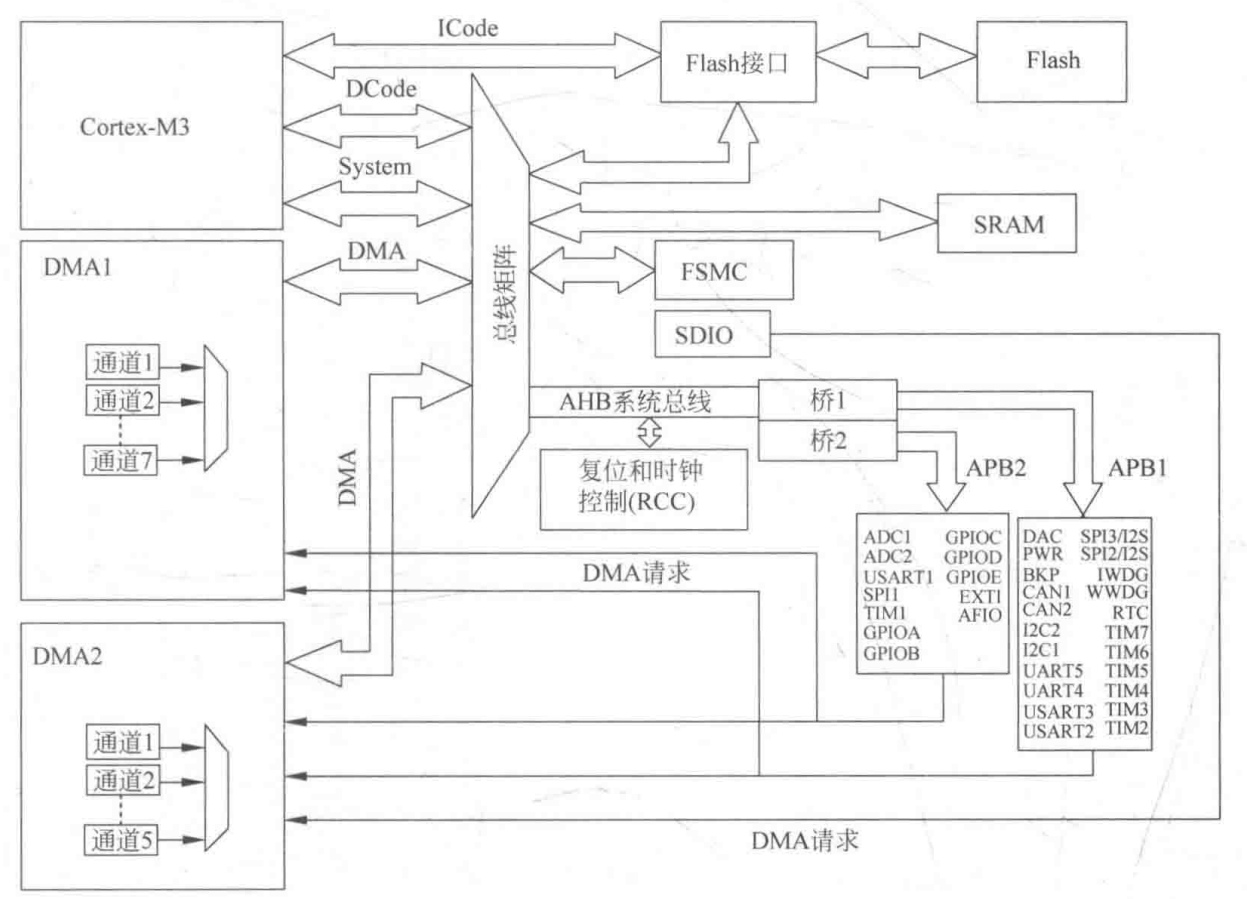 ICode
Flash接口
Flash
Cortex-M3
DCode
System
SRAM
DMA1
DMA
FSMC
总线矩阵
SDIO
通道1
通道2
通道7
AHB系统总线
桥1
桥2
复位和时钟
控制(RCC)
DMA
APB2
APB1
ADC1 GPIOC
ADC2 GPIOD
USART1 GPIOE
SPI1 EXTI
TIM1 AFIO
GPIOA
GPIOB
DAC SPI3/I2S
PWR SPI2/I2S
BKP IWDG
CAN1 WWDG
CAN2 RTC
I2C2 TIM7
I2C1 TIM6
UART5 TIM5
UART4 TIM4
USART3 TIM3
USART2 TIM2
DMA请求
DMA2
通道1
通道2
通道5
DMA请求